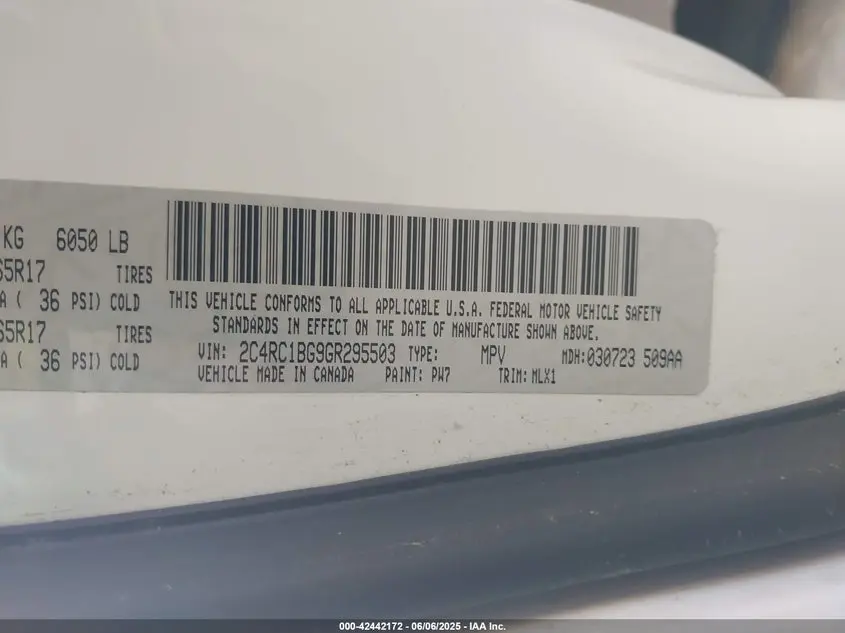 KG 6050 LB
65R17 TIRES
A ( 36 PSI) COLD
65R17 TIRES
A ( 36 PSI) COLD
THIS VEHICLE CONFORMS TO ALL APPLICABLE U.S.A. FEDERAL MOTOR VEHICLE SAFETY
STANDARDS IN EFFECT ON THE DATE OF MANUFACTURE SHOWN ABOVE.
VIN: 2C4RC1BG9GR295503 TYPE: MPV MDH:030723 509AA
VEHICLE MADE IN CANADA PAINT: PW7 TRIM: MLX1
000-42442172 - 06/06/2025 - IAA Inc.